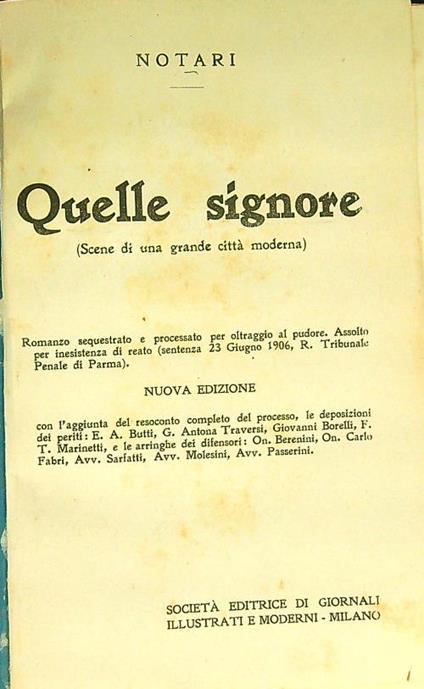 NOTARI
Quelle signore
(Scene di una grande città moderna)
Romanzo sequestrato e processato per oltraggio al pudore. Assolto
per inesistenza di reato (sentenza 23 Giugno 1906, R. Tribunale
Penale di Parma).
NUOVA EDIZIONE
con l'aggiunta del resoconto completo del processo, le deposizioni
dei periti: E. A. Butti, G. Antona Traversi, Giovanni Borelli, F.
T. Marinetti, e le arringhe dei difensori: On. Berenini, On. Carlo
Fabri, Avv. Sarfatti, Avv. Molesini, Avv. Passerini.
SOCIETÀ EDITRICE DI GIORNALI
ILLUSTRATI E MODERNI - MILANO